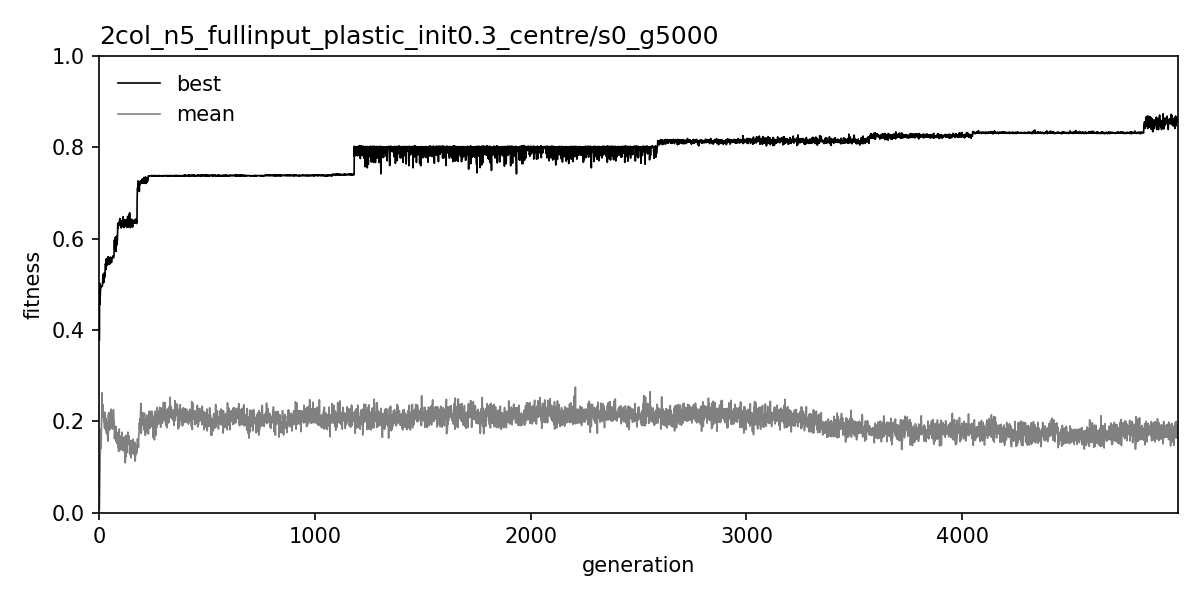 2col_n5_fullinput_plastic_init0.3_centre/s0_g5000
1.0
best
mean
0.8
0.6
fitness
0.4
0.2
0.0
0 1000 2000 3000 4000
generation